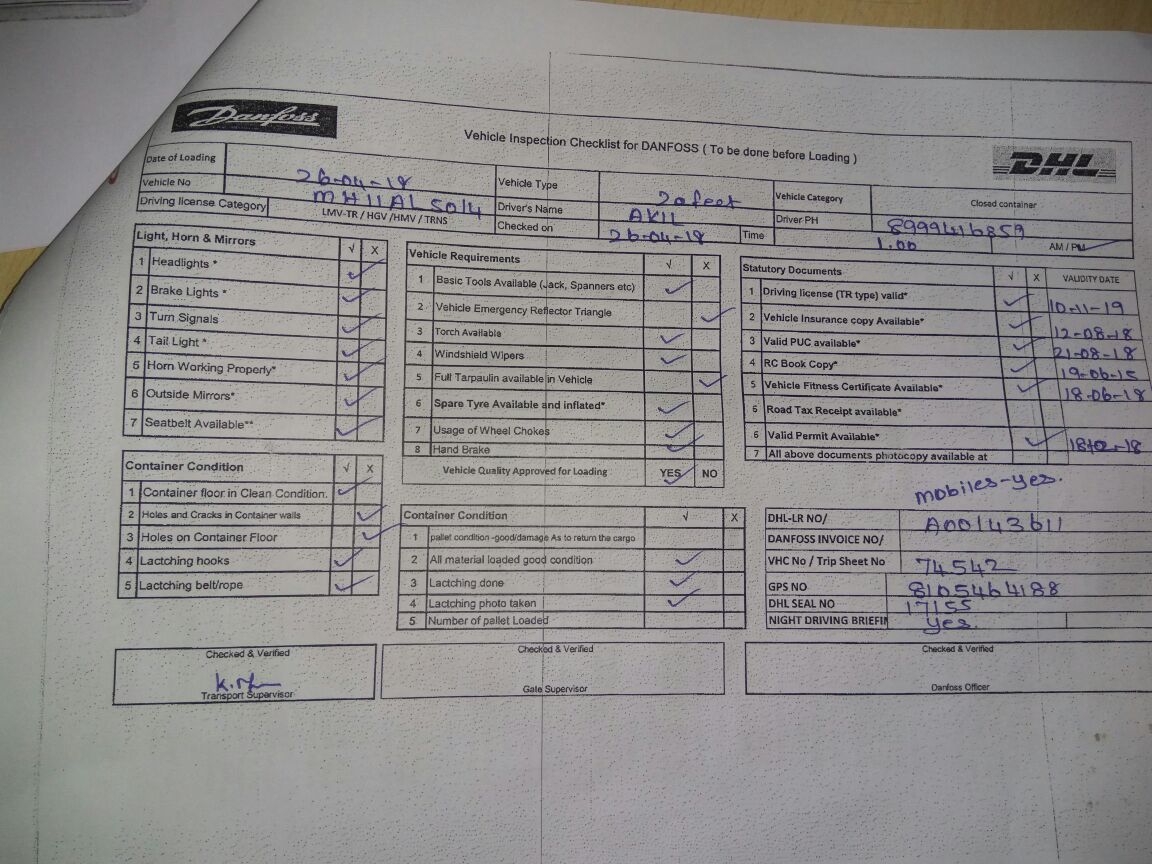 Danfoss
Vehicle Inspection Checklist for DANFOSS ( To be done before Loading )
DHL
Date of Loading 26-04-18 Vehicle Type 20feet Vehicle Category Closed container
Vehicle No MH11AL5014 Driver's Name AKIL Driver PH 8999416859
Driving license Category LMV-TR / HGV /HMV / TRNS Checked on 26-04-18 Time 1.00 AM / PM ✓
Light, Horn & Mirrors √ X
1 Headlights * ✓
2 Brake Lights * ✓
3 Turn Signals ✓
4 Tail Light * ✓
5 Horn Working Properly* ✓
6 Outside Mirrors* ✓
7 Seatbelt Available** ✓
Container Condition √ X
1 Container floor in Clean Condition. ✓
2 Holes and Cracks in Container walls ✓
3 Holes on Container Floor ✓
4 Lactching hooks ✓
5 Lactching belt/rope ✓
Vehicle Requirements √ X
1 Basic Tools Available (Jack, Spanners etc) ✓
2 Vehicle Emergency Reflector Triangle ✓
3 Torch Available ✓
4 Windshield Wipers ✓
5 Full Tarpaulin available in Vehicle ✓
6 Spare Tyre Available and inflated* ✓
7 Usage of Wheel Chokes ✓
8 Hand Brake ✓
Vehicle Quality Approved for Loading YES ✓ NO
Container Condition √ X
1 pallet condition -good/damage As to return the cargo
2 All material loaded good condition ✓
3 Lactching done ✓
4 Lactching photo taken ✓
5 Number of pallet Loaded
Statutory Documents √ X VALIDITY DATE
1 Driving license (TR type) valid* ✓ 10-11-19
2 Vehicle Insurance copy Available* ✓ 12-08-18
3 Valid PUC available* ✓ 21-08-18
4 RC Book Copy* ✓ 19-06-15
5 Vehicle Fitness Certificate Available* ✓ 18-06-18
6 Road Tax Receipt available*
6 Valid Permit Available* ✓
7 All above documents photocopy available at
mobiles-yes.
DHL-LR NO/ A00143611
DANFOSS INVOICE NO/
VHC No / Trip Sheet No 74542
GPS NO 8105464188
DHL SEAL NO 17155
NIGHT DRIVING BRIEFIN yes.
Checked & Verified
Transport Supervisor
Checked & Verified
Gate Supervisor
Checked & Verified
Danfoss Officer